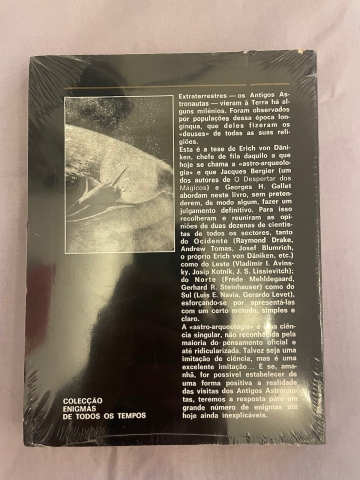 Extraterrestres — os Antigos As-
tronautas — vieram à Terra há al-
guns milénios. Foram observados
por populações dessa época lon-
gínqua, que deles fizeram os
«deuses» de todas as suas reli-
giões.
Esta é a tese de Erich von Däni-
ken, chefe de fila daquilo a que
hoje se chama a «astro-arqueolo-
gia» e que Jacques Bergier (um
dos autores de O Despertar dos
Mágicos) e Georges H. Gallet
abordam neste livro, sem preten-
derem, de modo algum, fazer um
julgamento definitivo. Para isso
recolheram e reuniram as opi-
niões de duas dezenas de cientis-
tas de todos os sectores, tanto
do Ocidente (Raymond Drake,
Andrew Tomas, Josef Blumrich,
o próprio Erich von Däniken, etc.)
como do Leste (Vladimir I. Avins-
ky, Josip Kotnik, J. S. Lissievitch);
do Norte (Frede Melhedegaard,
Gerhard R. Steinhauser) como do
Sul (Luis E. Navia, Gerardo Levet),
esforçando-se por apresentá-las
com um certo método, simples e
claro.
A «astro-arqueologia» é uma ciên-
cia singular, não reconhecida pela
maioria do pensamento oficial e
até ridicularizada. Talvez seja uma
imitação de ciência, mas é uma
excelente imitação... E se, ama-
nhã, for possível estabelecer de
uma forma positiva a realidade
das visitas dos Antigos Astronau-
tas, teremos a resposta para um
grande número de enigmas até
hoje ainda inexplicáveis.
COLECÇÃO
ENIGMAS
DE TODOS OS TEMPOS